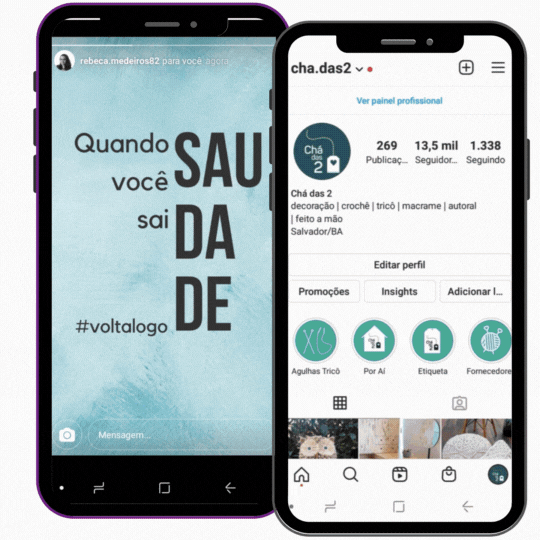 rebeca.medeiros82 para você agora
Quando
você
sai
SAU
DA
DE
#voltalogo
Mensagem...
cha.das2
Ver painel profissional
Chá
das
2
269
13,5 mil
1.338
Publicaç...
Seguidor...
Seguindo
Chá das 2
decoração | crochê | tricô | macrame | autoral
| feito a mão
Salvador/BA
Editar perfil
Promoções
Insights
Adicionar l...
Agulhas Tricô
Por Aí
Etiqueta
Fornecedore